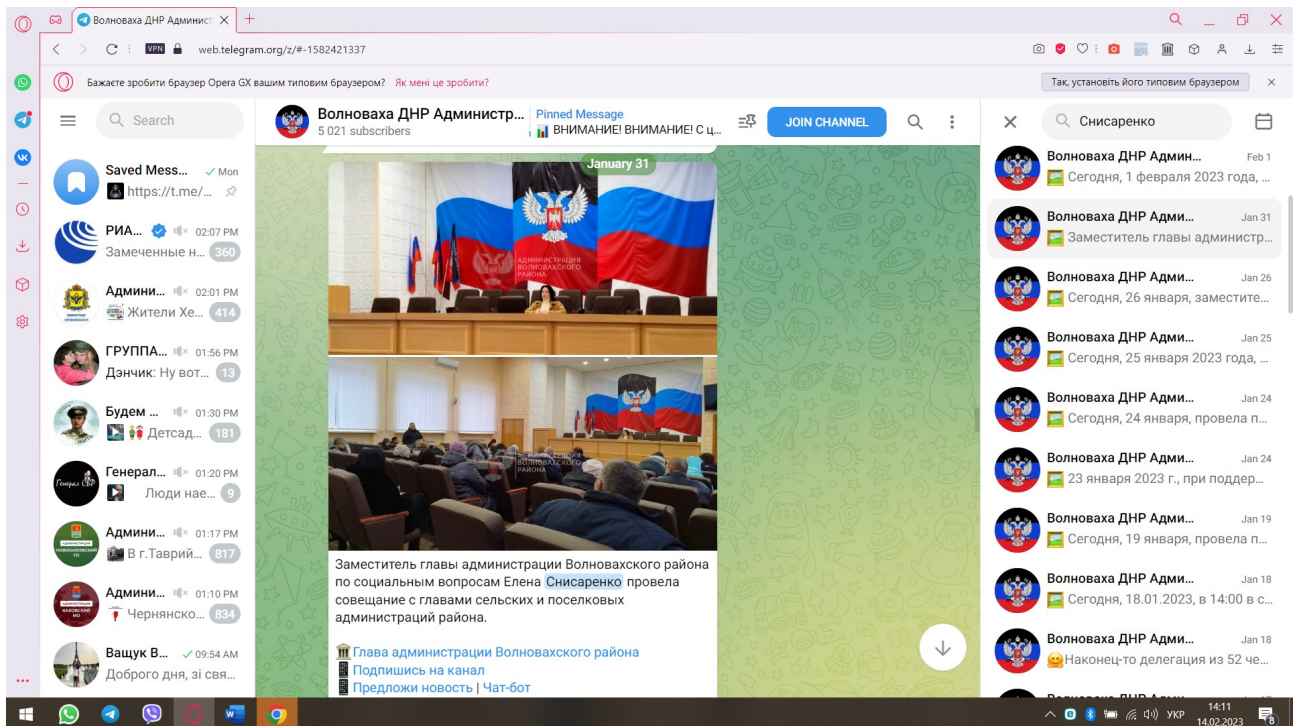 Волноваха ДНР Админист
VPN
web.telegram.org/z/#-1582421337
Бажаєте зробити браузер Opera GX вашим типовим браузером? Як мені це зробити?
Так, установіть його типовим браузером
Search
Saved Mess... Mon
https://t.me/...
РИА... 02:07 PM
Замеченные н... 360
Админи... 02:01 PM
Жители Хе... 414
ГРУППА... 01:56 PM
Дэнчик: Ну вот... 13
Будем ... 01:30 PM
Детсад... 181
Генерал... 01:20 PM
Люди нае... 9
Админи... 01:17 PM
В г.Таврий... 817
Админи... 01:10 PM
Чернянско... 834
Ващук В... 09:54 AM
Доброго дня, зі свя...
Волноваха ДНР Администр...
5 021 subscribers
Pinned Message
ВНИМАНИЕ! ВНИМАНИЕ! С ц...
JOIN CHANNEL
January 31
АДМИНИСТРАЦИЯ
ВОЛНОВАХСКОГО
РАЙОНА
АДМИНИСТРАЦИЯ
ВОЛНОВАХСКОГО
РАЙОНА
Заместитель главы администрации Волновахского района
по социальным вопросам Елена Снисаренко провела
совещание с главами сельских и поселковых
администраций района.
Глава администрации Волновахского района
Подпишись на канал
Предложи новость | Чат-бот
Снисаренко
Волноваха ДНР Админ... Feb 1
Сегодня, 1 февраля 2023 года, ...
Волноваха ДНР Адми... Jan 31
Заместитель главы администр...
Волноваха ДНР Адми... Jan 26
Сегодня, 26 января, заместите...
Волноваха ДНР Адми... Jan 25
Сегодня, 25 января 2023 года, ...
Волноваха ДНР Адми... Jan 24
Сегодня, 24 января, провела п...
Волноваха ДНР Адми... Jan 24
23 января 2023 г., при поддер...
Волноваха ДНР Адми... Jan 19
Сегодня, 19 января, провела п...
Волноваха ДНР Адми... Jan 18
Сегодня, 18.01.2023, в 14:00 в с...
Волноваха ДНР Адми... Jan 18
Наконец-то делегация из 52 че...
УКР
14:11
14.02.2023